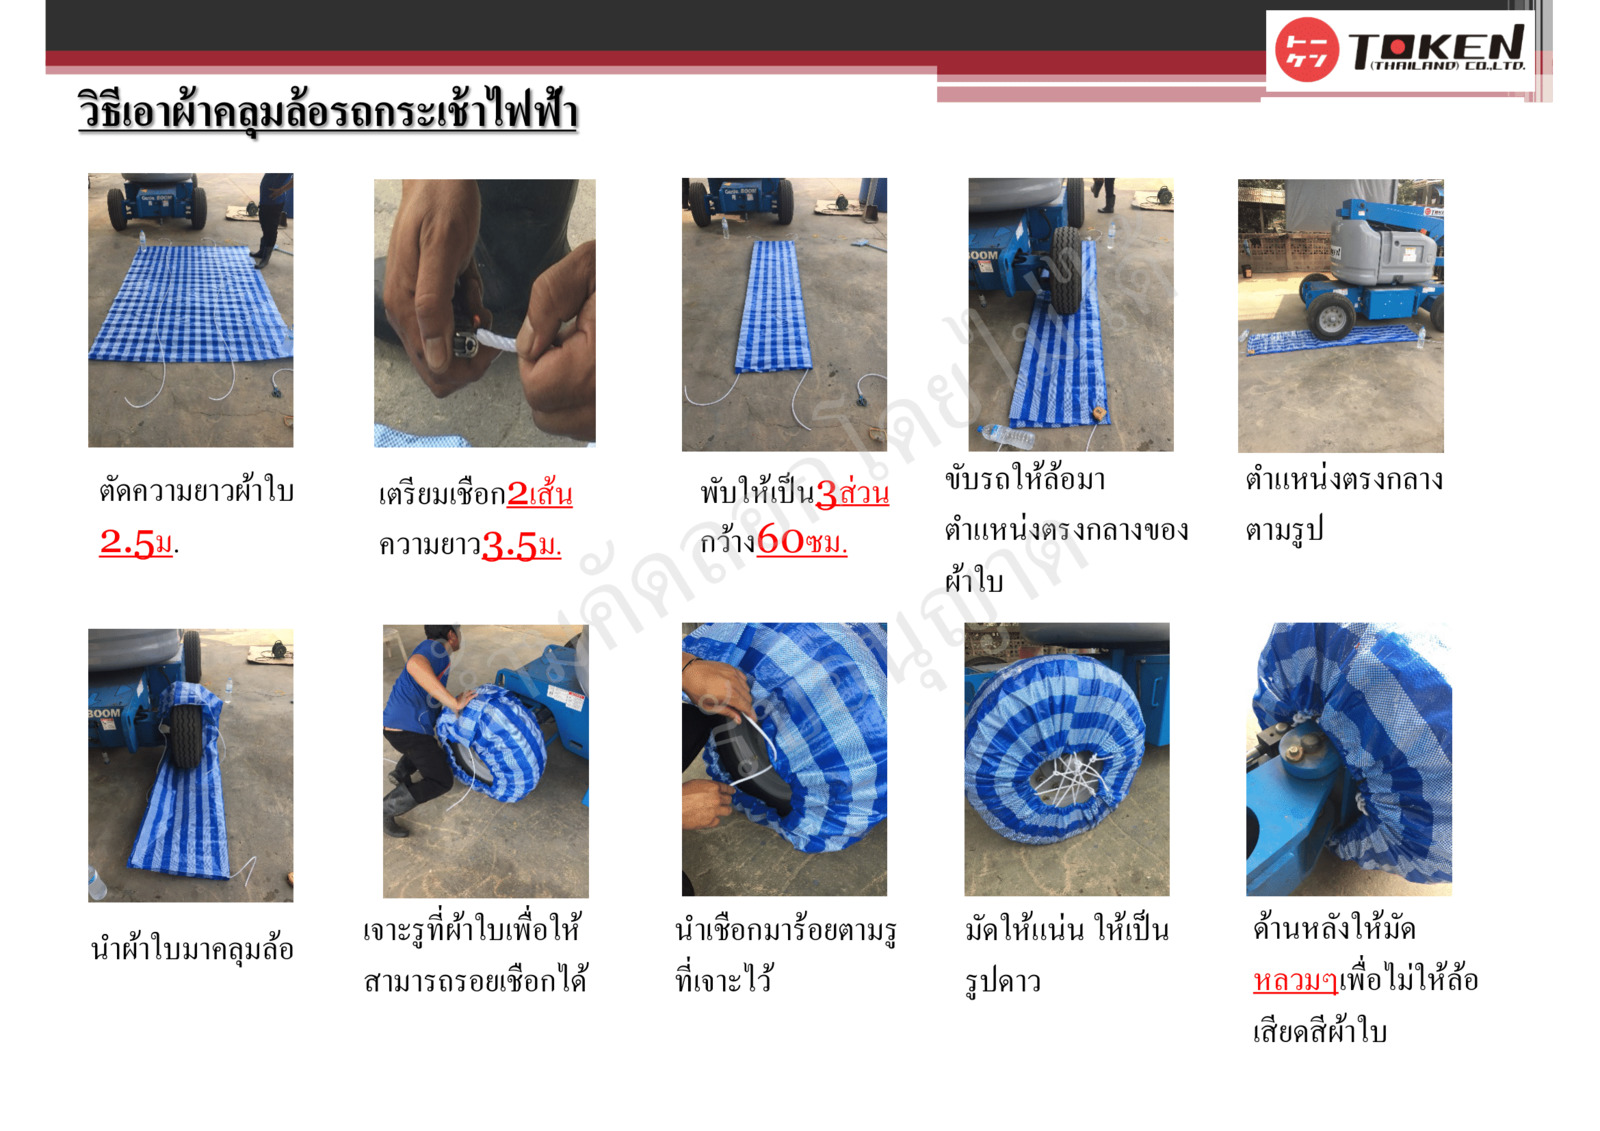 トーケン
TOKEN
(THAILAND) CO.,LTD.
วิธีเอาผ้าคลุมล้อรถกระเช้าไฟฟ้า
ตัดความยาวผ้าใบ
2.5ม.
เตรียมเชือก2เส้น
ความยาว3.5ม.
พับให้เป็น3ส่วน
กว้าง60ซม.
ขับรถให้ล้อมา
ตำแหน่งตรงกลางของ
ผ้าใบ
ตำแหน่งตรงกลาง
ตามรูป
นำผ้าใบมาคลุมล้อ
เจาะรูที่ผ้าใบเพื่อให้
สามารถรอยเชือกได้
นำเชือกมาร้อยตามรู
ที่เจาะไว้
มัดให้แน่น ให้เป็น
รูปดาว
ด้านหลังให้มัด
หลวมๆเพื่อไม่ให้ล้อ
เสียดสีผ้าใบ
ห้ามคัดลอกโดยไม่ได้
รับอนุญาต
Genie BOOM
BOOM
TOKEN
BOOM